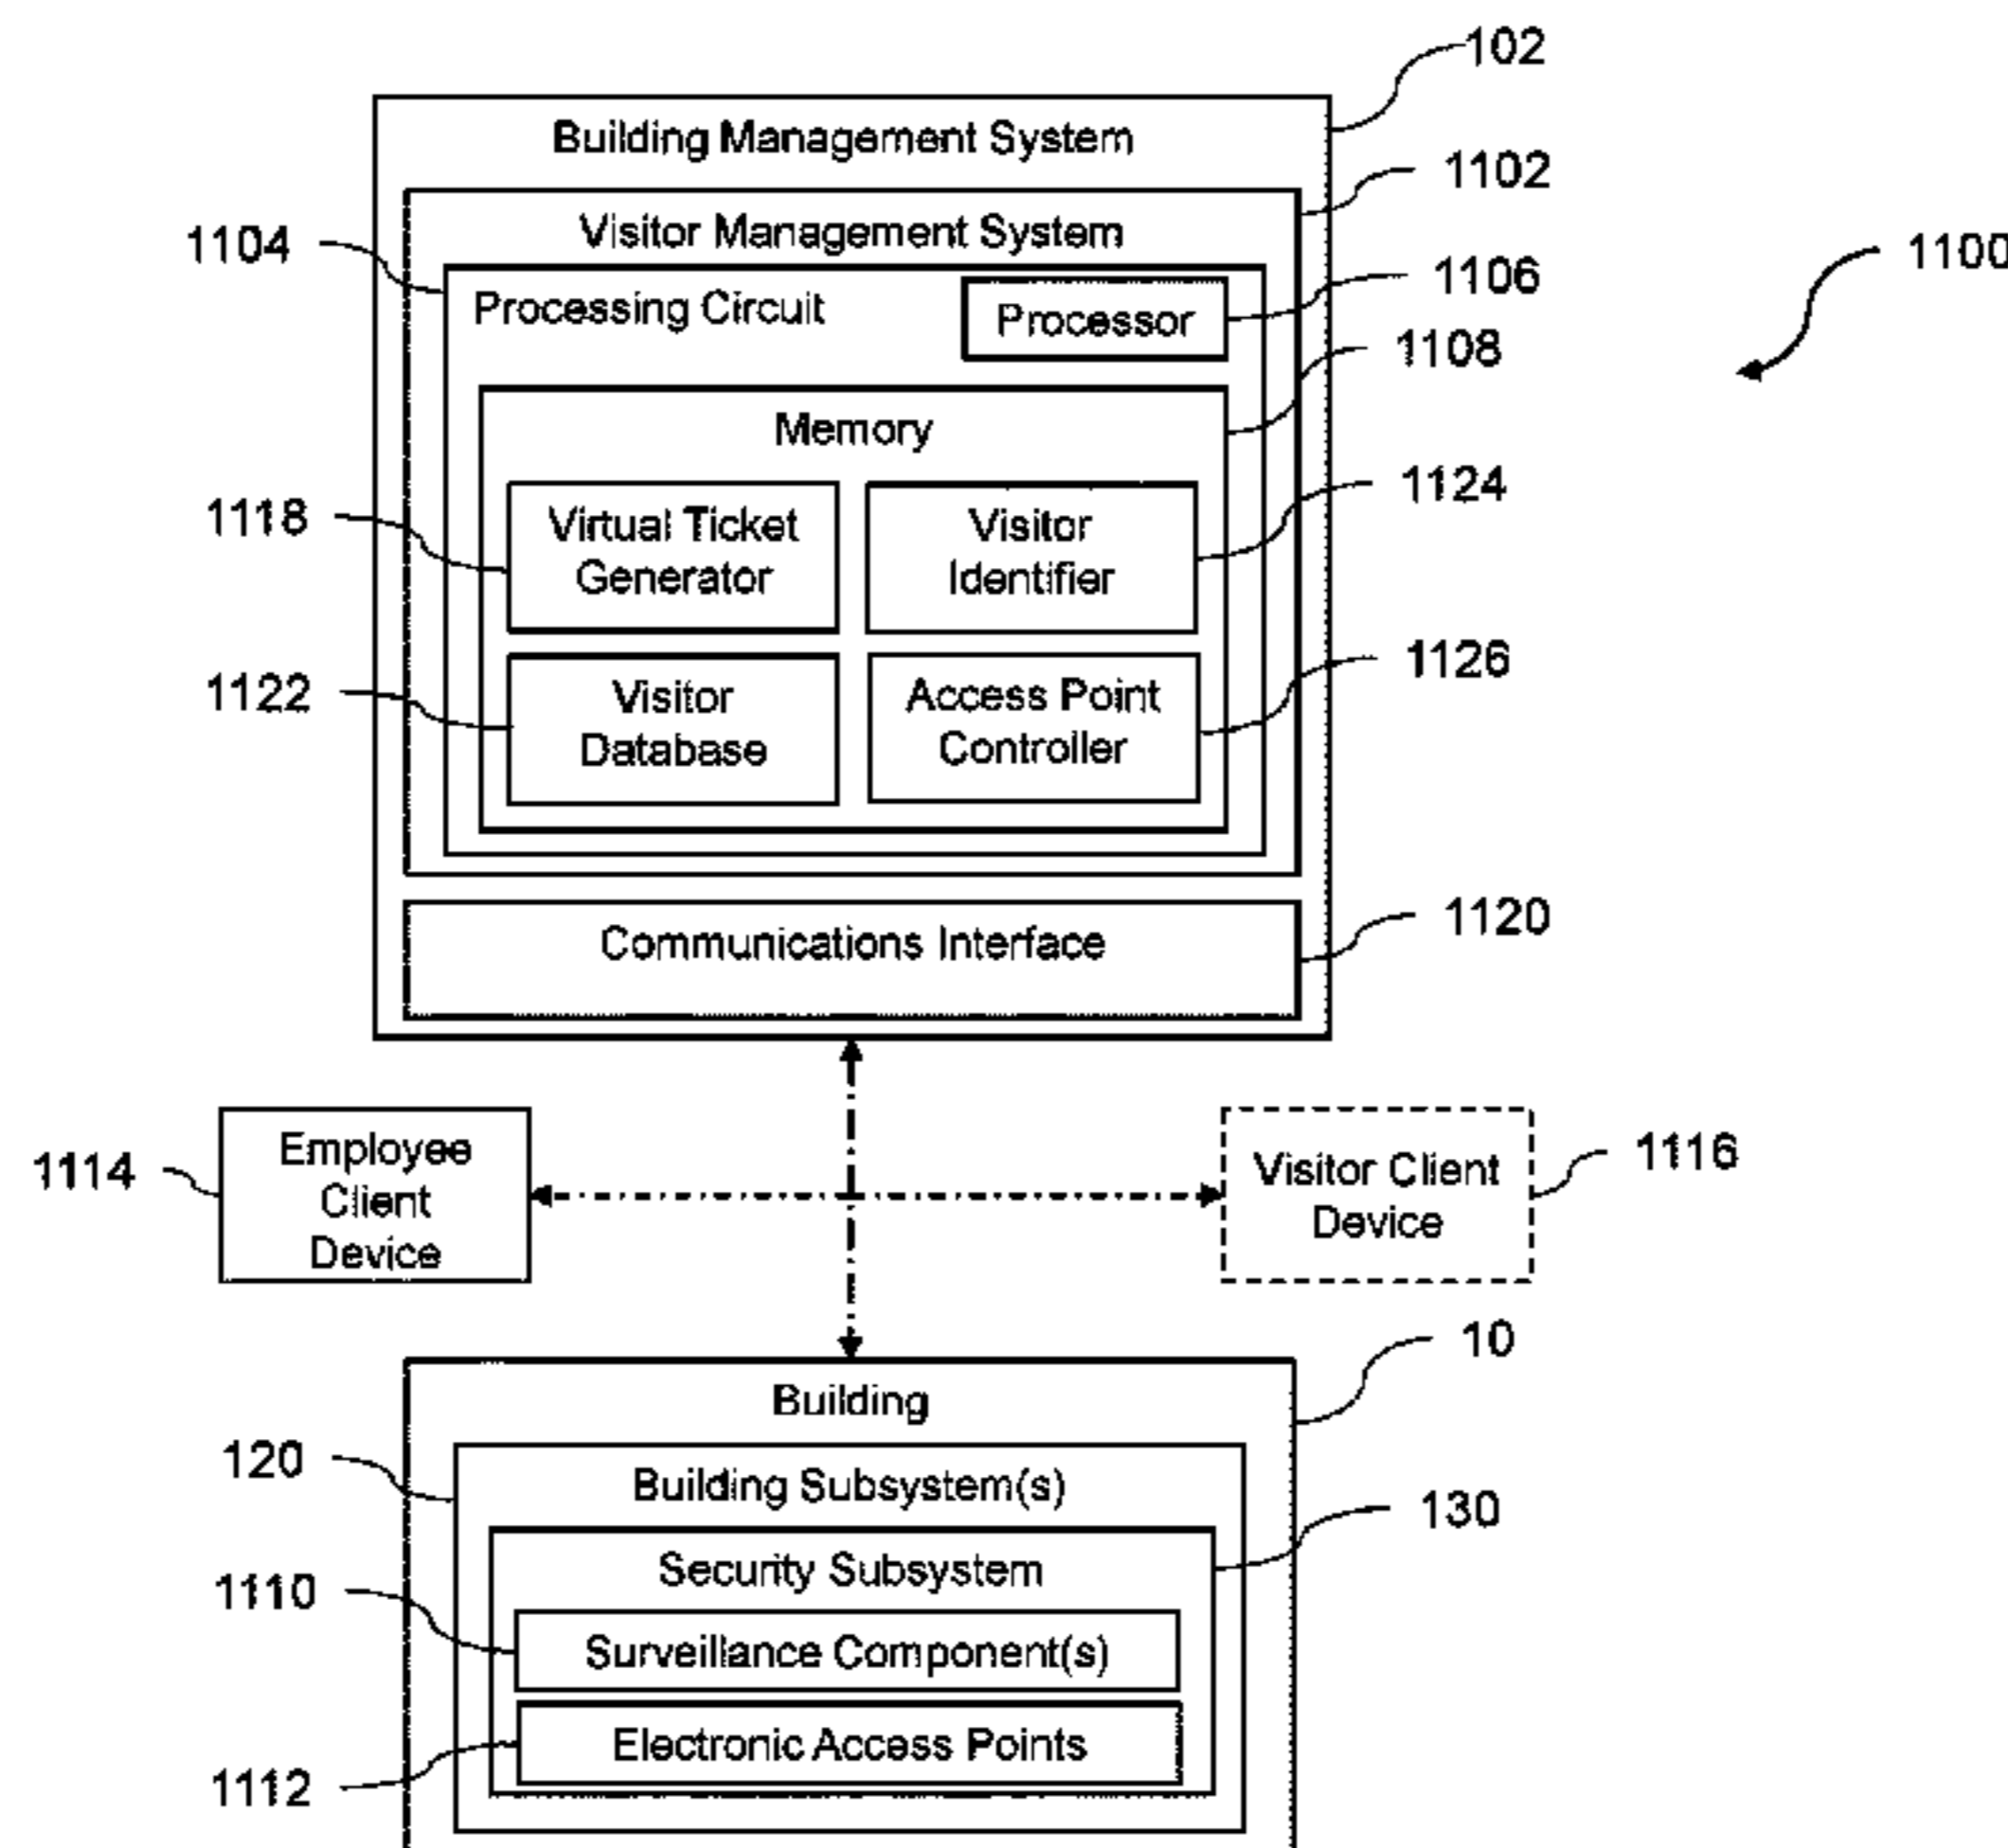 102
Building Management System
1102
Visitor Management System
1104
1100
Processing Circuit
Processor
1106
1108
Memory
1118
Virtual Ticket
Generator
Visitor
Identifier
1124
1122
Visitor
Database
Access Point
Controller
1126
Communications Interface
1120
1114
Employee
Client
Device
Visitor Client
Device
1116
10
Building
120
Building Subsystem(s)
130
Security Subsystem
1110
Surveillance Component(s)
Electronic Access Points
1112